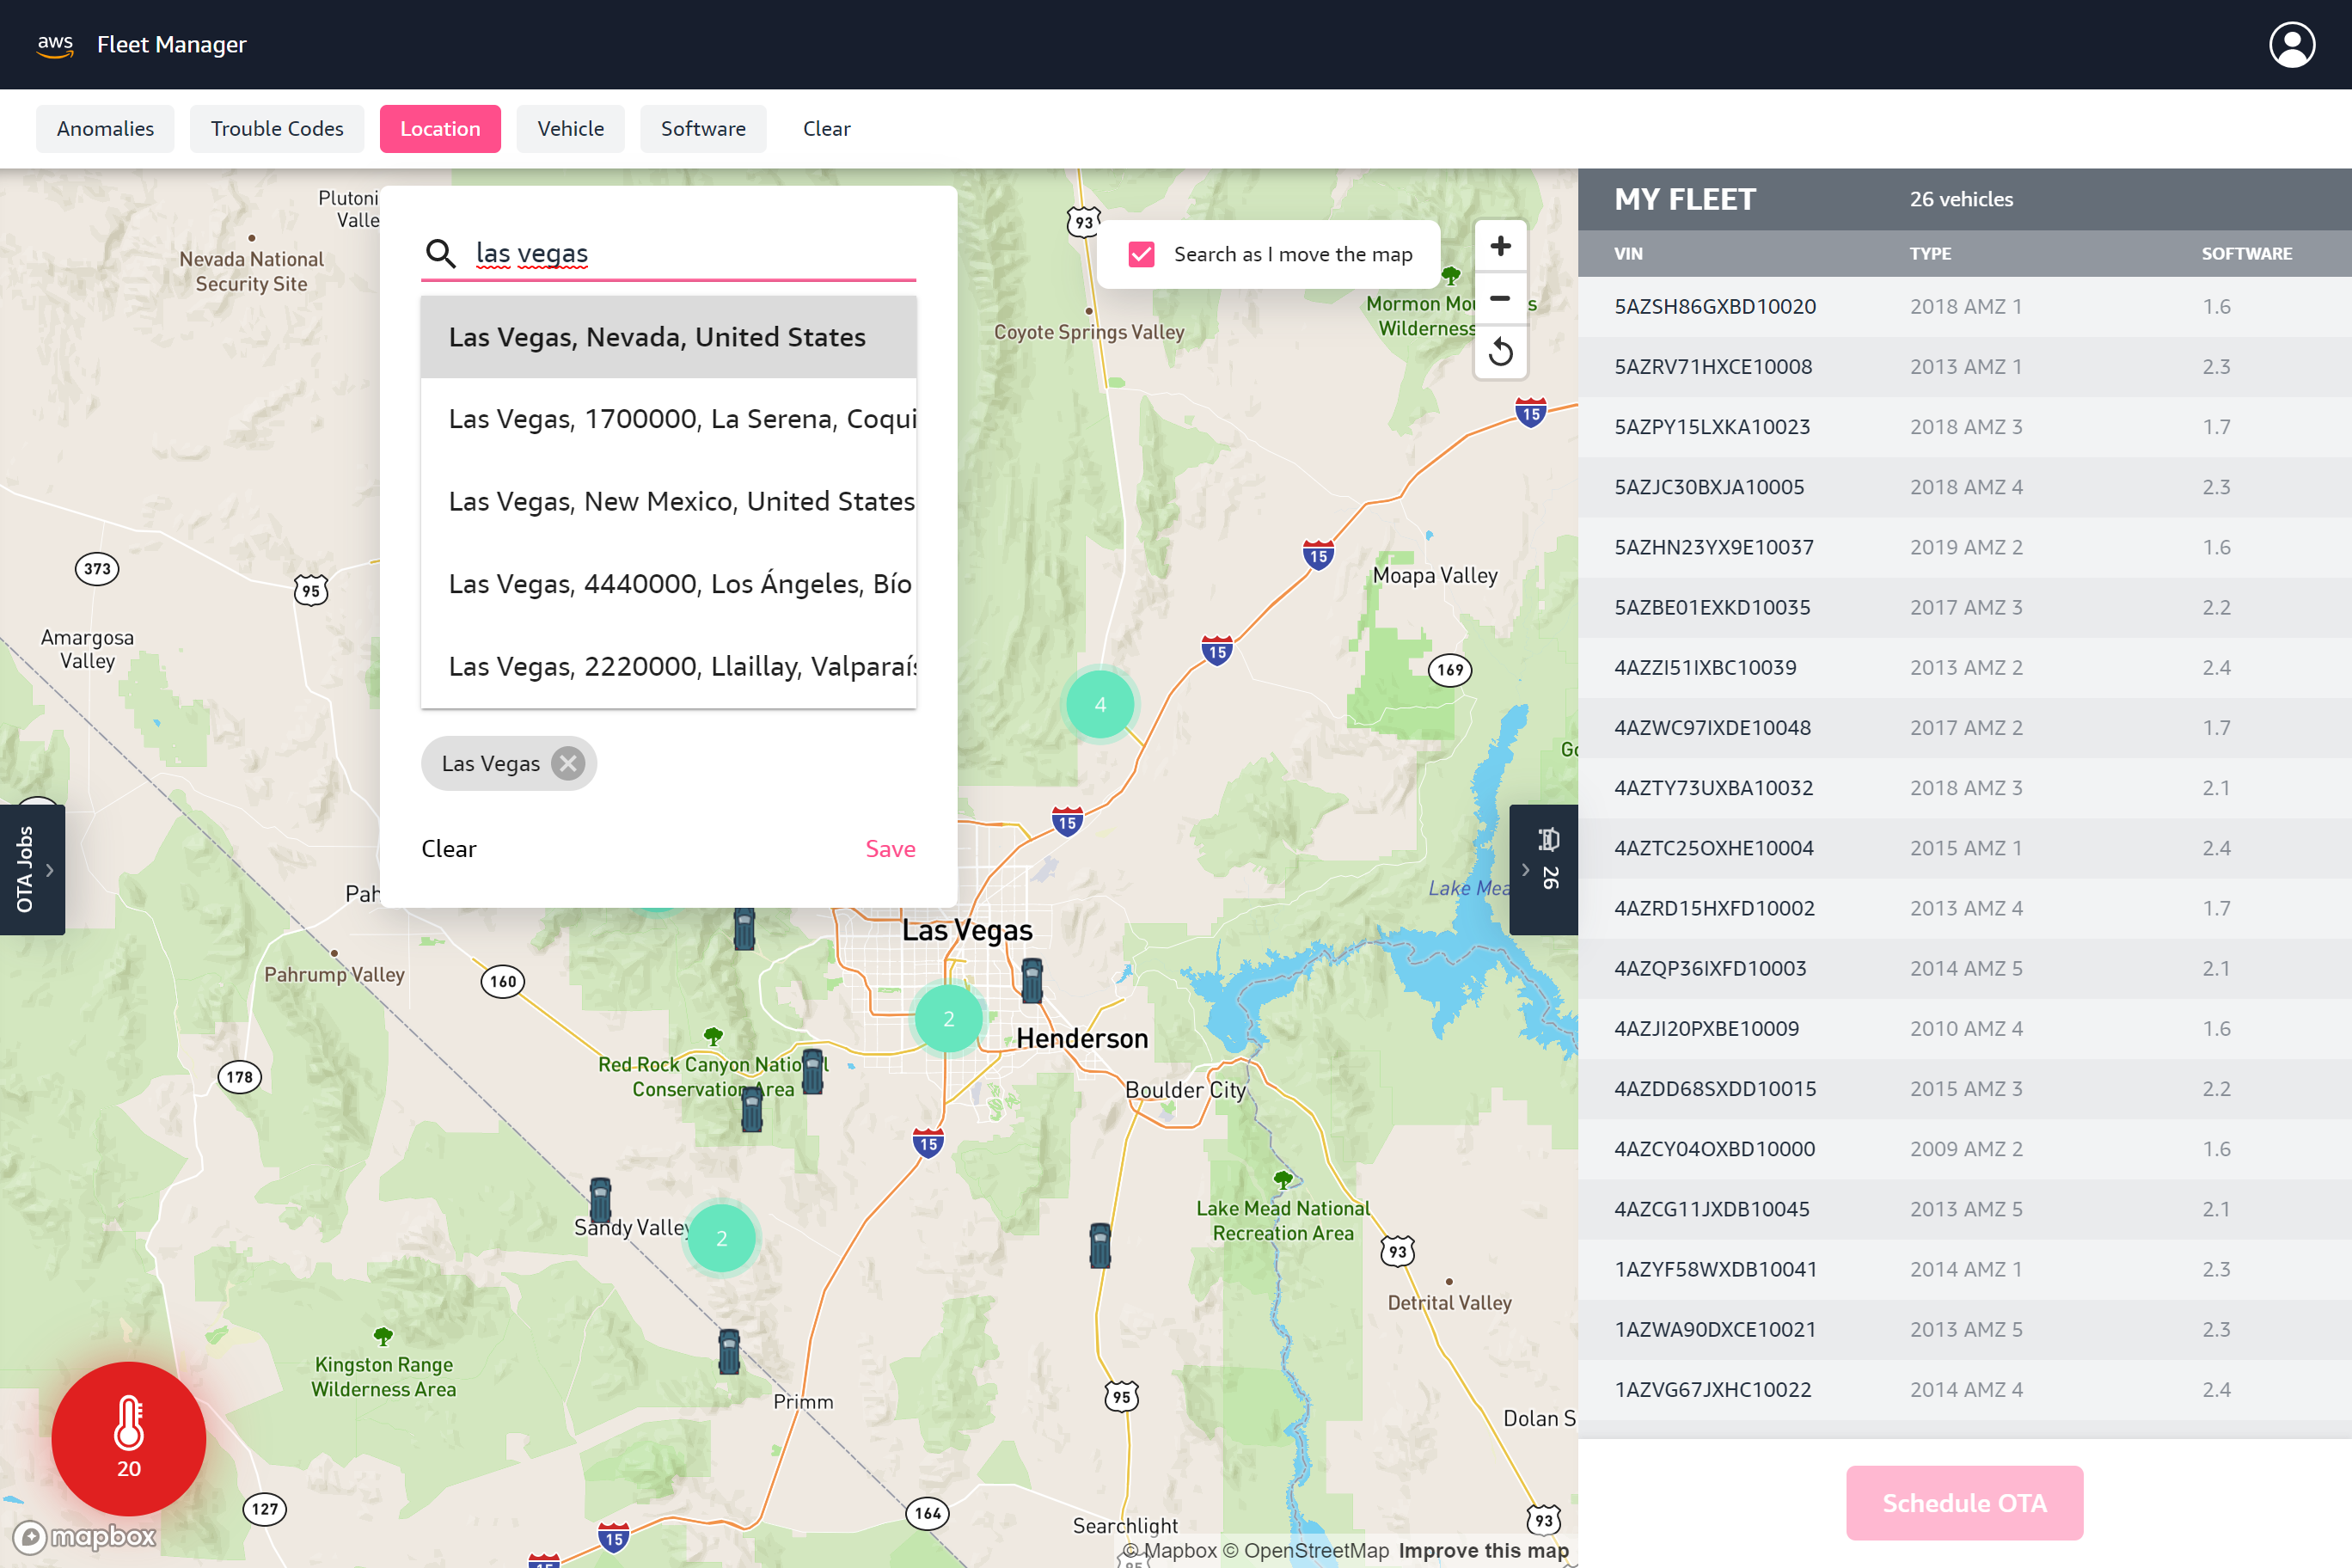 aws Fleet Manager
Anomalies
Trouble Codes
Location
Vehicle
Software
Clear
las vegas
Las Vegas, Nevada, United States
Las Vegas, 1700000, La Serena, Coqui
Las Vegas, New Mexico, United States
Las Vegas, 4440000, Los Ángeles, Bío
Las Vegas, 2220000, Llaillay, Valparaís
Las Vegas
Clear
Save
Search as I move the map
OTA Jobs
26
20
Plutoni
Valle
Nevada National
Security Site
93
Coyote Springs Valley
Mormon Mou s
Wilderness
15
15
Moapa Valley
373
95
Amargosa
Valley
15
169
4
Go
15
Lake Mea
Pah
Las Vegas
Pahrump Valley
160
2
Henderson
Red Rock Canyon Natio l
Conservation Area
178
Boulder City
15
Sandy Valley
2
Lake Mead National
Recreation Area
93
Detrital Valley
Kingston Range
Wilderness Area
Primm
95
Dolan S
127
164
Searchlight
93
15
15
95
mapbox
© Mapbox © OpenStreetMap Improve this map
MY FLEET 26 vehicles
VIN TYPE SOFTWARE
5AZSH86GXBD10020 2018 AMZ 1 1.6
5AZRV71HXCE10008 2013 AMZ 1 2.3
5AZPY15LXKA10023 2018 AMZ 3 1.7
5AZJC30BXJA10005 2018 AMZ 4 2.3
5AZHN23YX9E10037 2019 AMZ 2 1.6
5AZBE01EXKD10035 2017 AMZ 3 2.2
4AZZI51IXBC10039 2013 AMZ 2 2.4
4AZWC97IXDE10048 2017 AMZ 2 1.7
4AZTY73UXBA10032 2018 AMZ 3 2.1
4AZTC25OXHE10004 2015 AMZ 1 2.4
4AZRD15HXFD10002 2013 AMZ 4 1.7
4AZQP36IXFD10003 2014 AMZ 5 2.1
4AZJI20PXBE10009 2010 AMZ 4 1.6
4AZDD68SXDD10015 2015 AMZ 3 2.2
4AZCY04OXBD10000 2009 AMZ 2 1.6
4AZCG11JXDB10045 2013 AMZ 5 2.1
1AZYF58WXDB10041 2014 AMZ 1 2.3
1AZWA90DXCE10021 2013 AMZ 5 2.3
1AZVG67JXHC10022 2014 AMZ 4 2.4
Schedule OTA